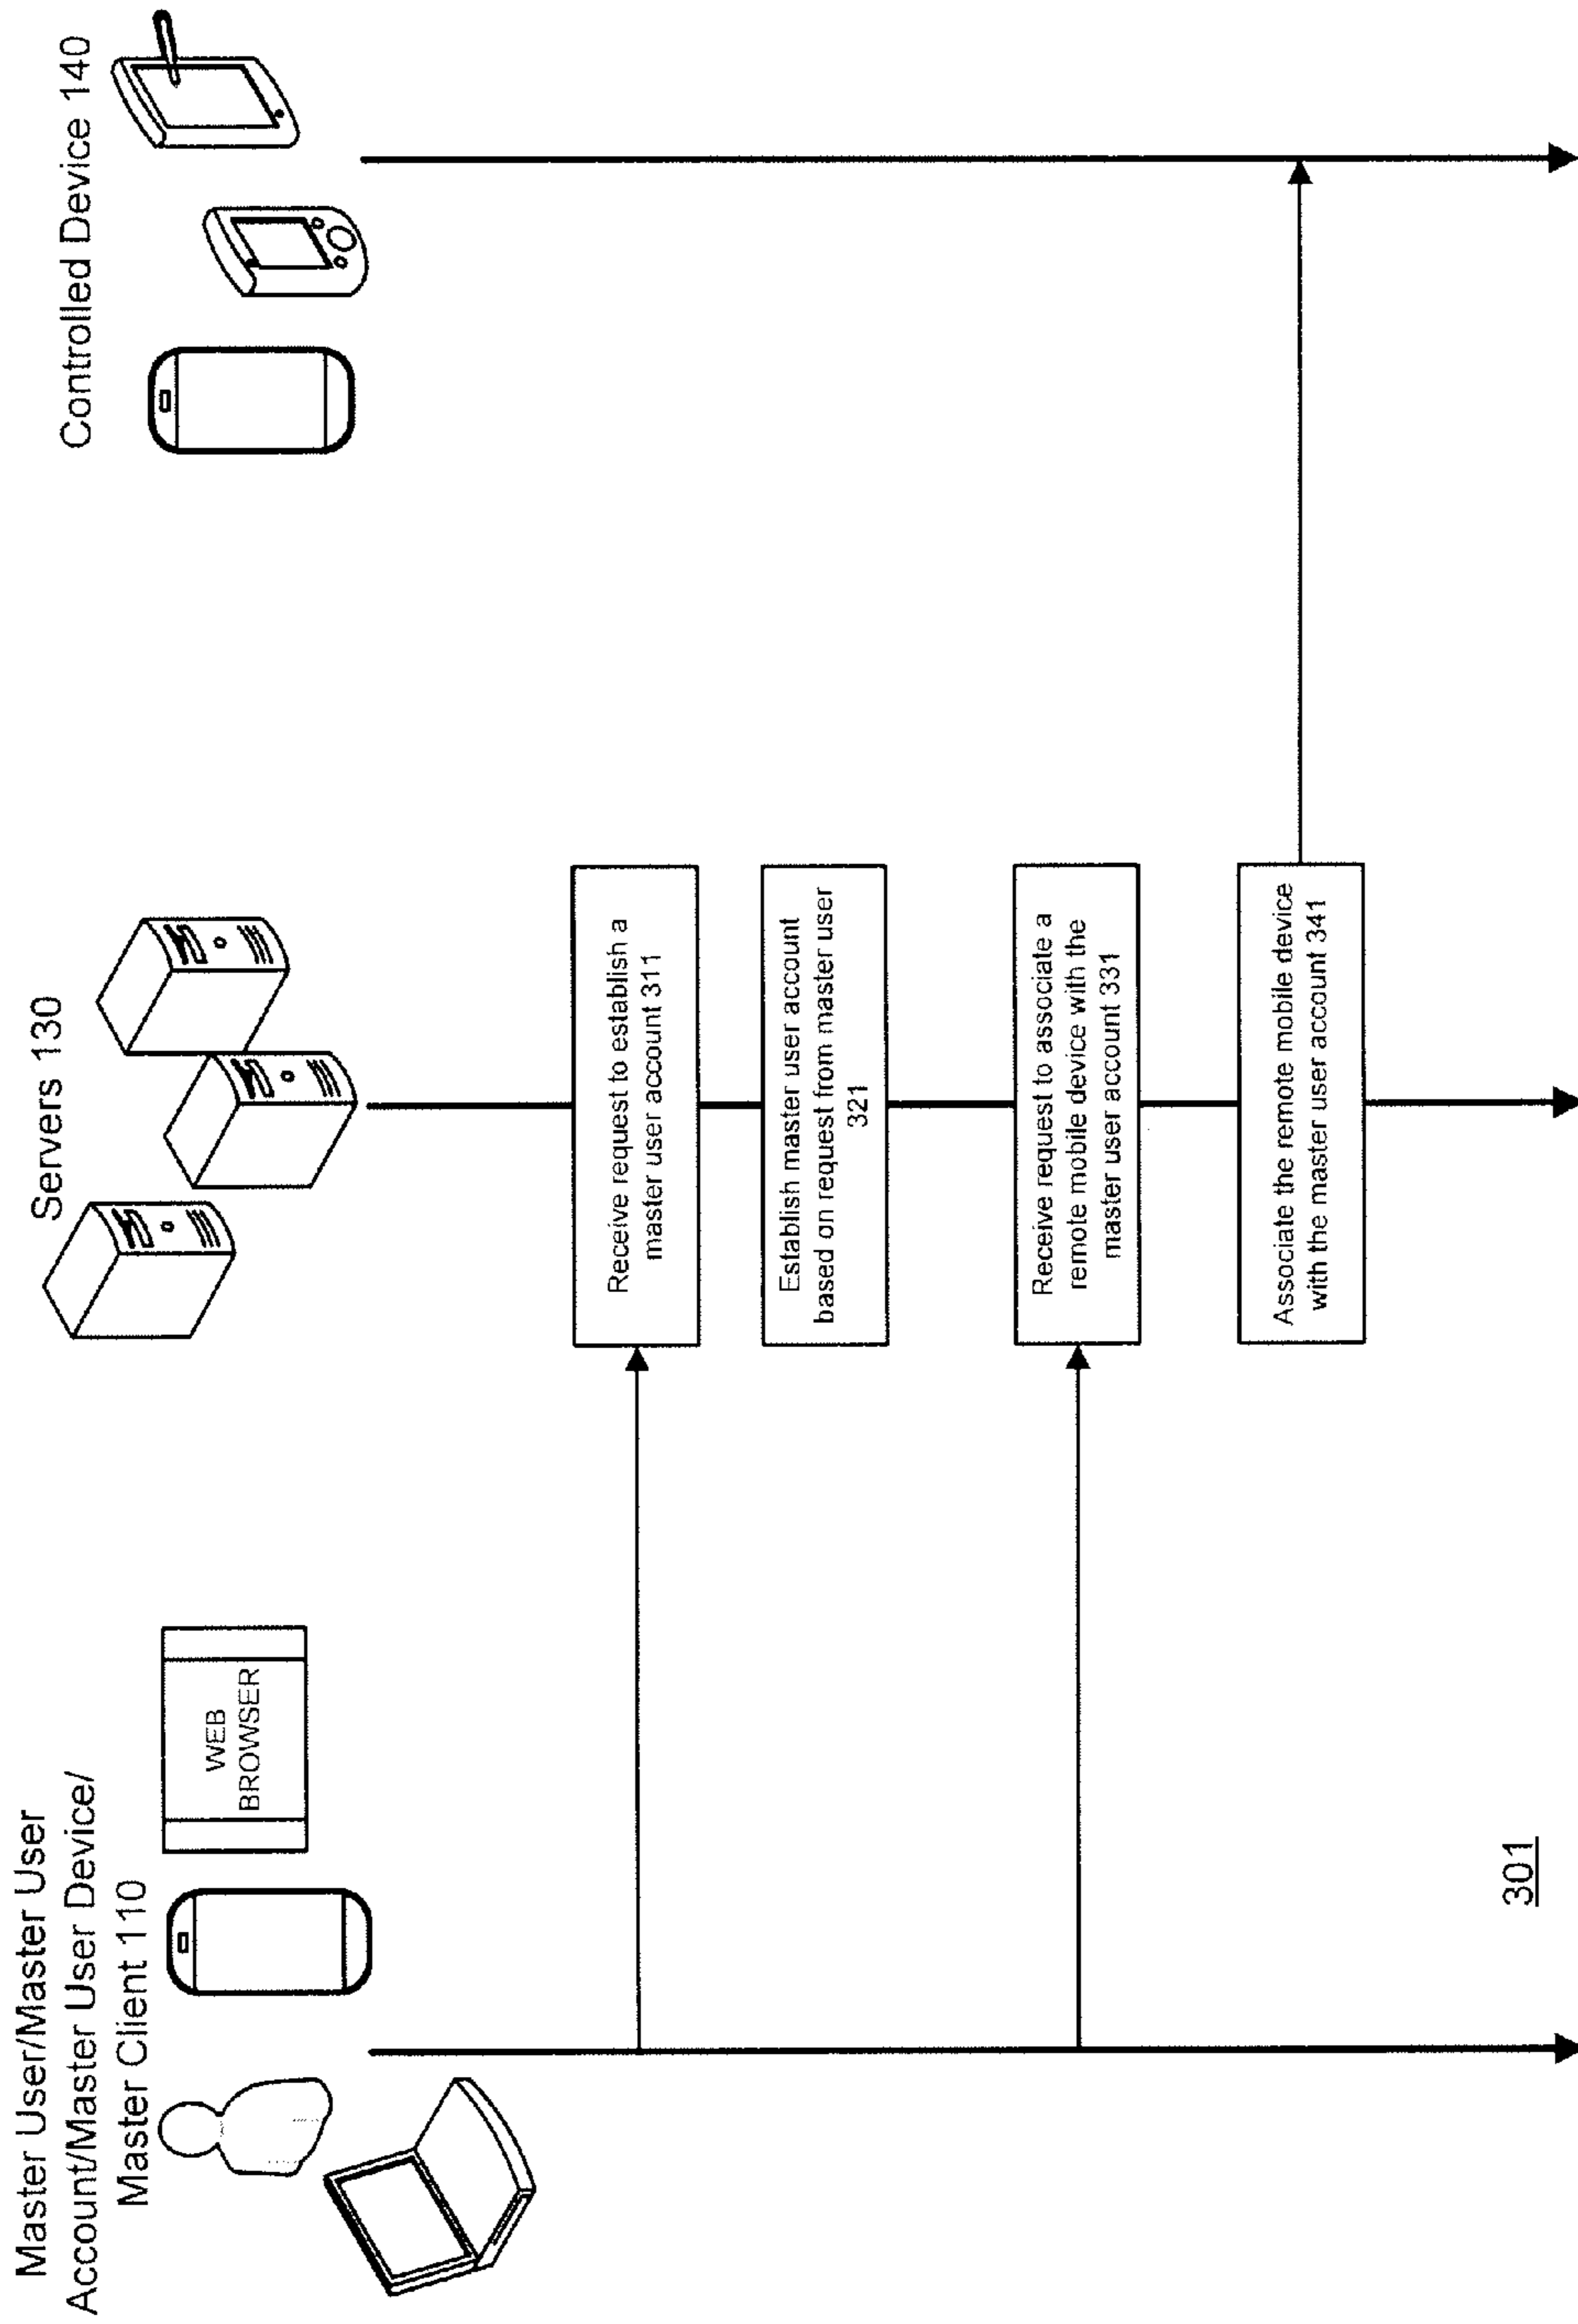 Master User/Master User
Account/Master User Device/
Master Client 110
WEB
BROWSER
Servers 130
Controlled Device 140
Receive request to establish a
master user account 311
Establish master user account
based on request from master user
321
Receive request to associate a
remote mobile device with the
master user account 331
Associate the remote mobile device
with the master user account 341
301